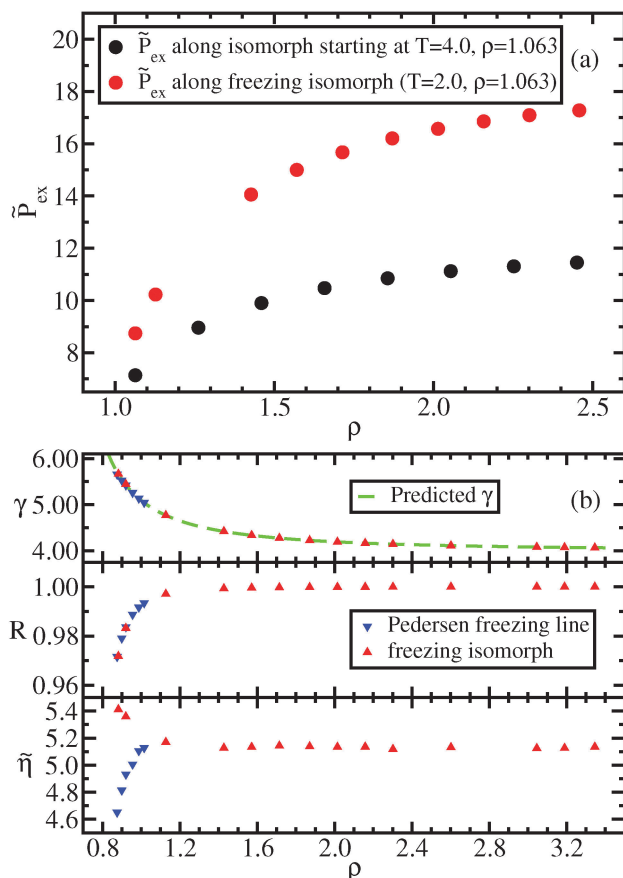 20
18
16
14
12
10
8
P̃ex
P̃ex along isomorph starting at T=4.0, ρ=1.063
P̃ex along freezing isomorph (T=2.0, ρ=1.063)
(a)
1.0 1.5 2.0 2.5
ρ
6.00
5.00
4.00
γ
Predicted γ
(b)
1.00
0.98
0.96
R
Pedersen freezing line
freezing isomorph
5.4
5.2
5.0
4.8
4.6
η̃
0.8 1.2 1.6 2.0 2.4 2.8 3.2
ρ